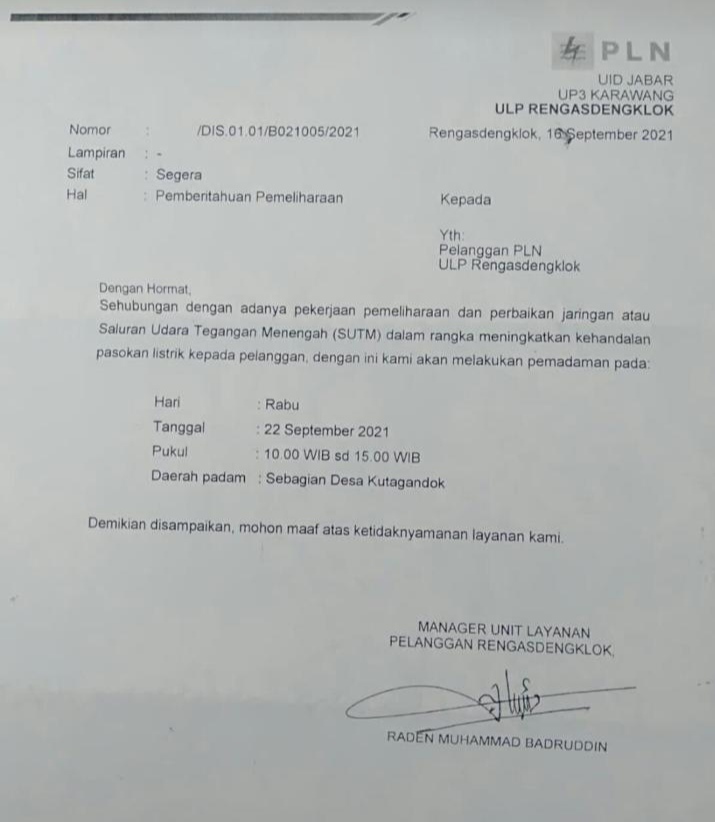 PLN
UID JABAR
UP3 KARAWANG
ULP RENGASDENGKLOK
Nomor : /DIS.01.01/B021005/2021
Rengasdengklok, September 2021
Lampiran : -
Sifat : Segera
Hal : Pemberitahuan Pemeliharaan
Kepada
Yth:
Pelanggan PLN
ULP Rengasdengklok
Dengan Hormat,
Sehubungan dengan adanya pekerjaan pemeliharaan dan perbaikan jaringan atau
Saluran Udara Tegangan Menengah (SUTM) dalam rangka meningkatkan kehandalan
pasokan listrik kepada pelanggan, dengan ini kami akan melakukan pemadaman pada:
Hari : Rabu
Tanggal : 22 September 2021
Pukul : 10.00 WIB sd 15.00 WIB
Daerah padam : Sebagian Desa Kutagandok
Demikian disampaikan, mohon maaf atas ketidaknyamanan layanan kami.
MANAGER UNIT LAYANAN
PELANGGAN RENGASDENGKLOK,
RADEN MUHAMMAD BADRUDDIN